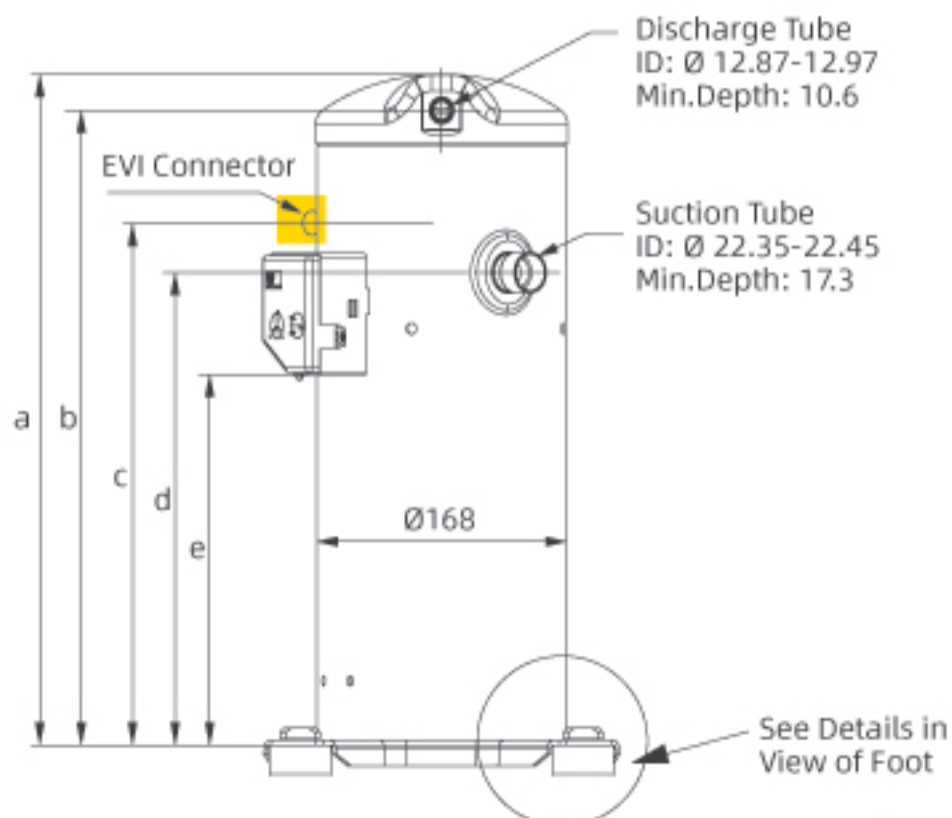 Discharge Tube
ID: Ø 12.87-12.97
Min.Depth: 10.6
EVI Connector
Suction Tube
ID: Ø 22.35-22.45
Min.Depth: 17.3
a
b
c
d
e
Ø168
See Details in
View of Foot